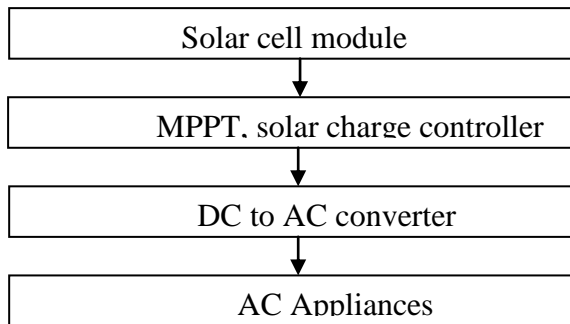 Solar cell module
MPPT, solar charge controller
DC to AC converter
AC Appliances